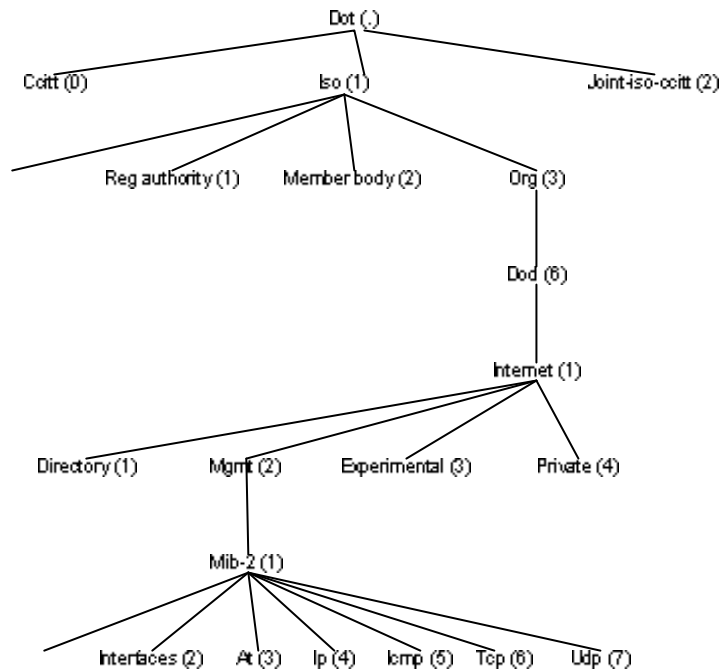 Dot (.)
Ccitt (0) Iso (1) Joint-iso-ccitt (2)
Reg authority (1) Member body (2) Org (3)
Dod (6)
Internet (1)
Directory (1) Mgmt (2) Experimental (3) Private (4)
Mib-2 (1)
Interfaces (2) At (3) Ip (4) Icmp (5) Tcp (6) Udp (7)